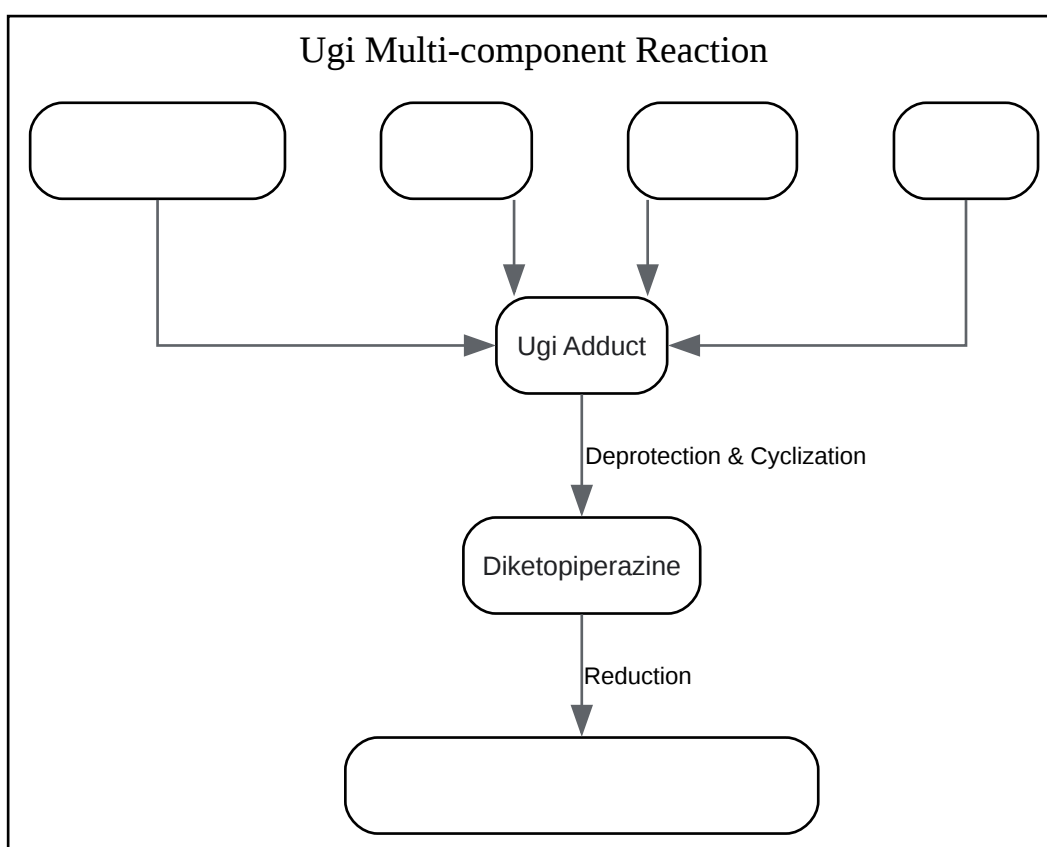 Ugi Multi-component Reaction
Ugi Adduct
Deprotection & Cyclization
Diketopiperazine
Reduction